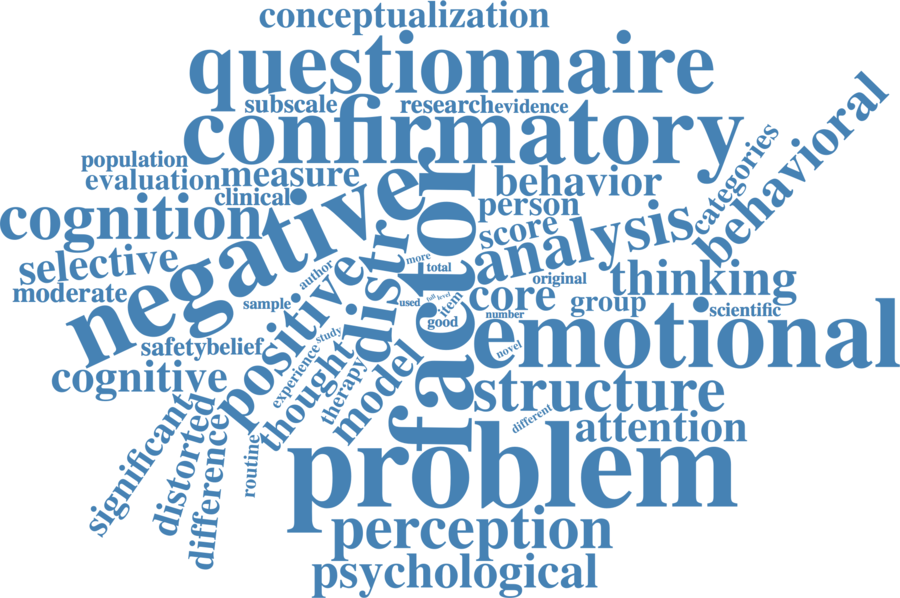 conceptualization
questionnaire
subscale
research
evidence
confirmatory
population
evaluation
measure
clinical
behavior
categories
behavioral
cognition
negative
factor
person
score
analysis
selective
moderate
author
positive
distr
more
total
original
thinking
sample
used
full
level
item
good
core
number
group
scientific
safety
belief
emotional
novel
cognitive
experience
study
thought
therapy
model
structure
significant
distorted
difference
routine
different
attention
problem
perception
psychological